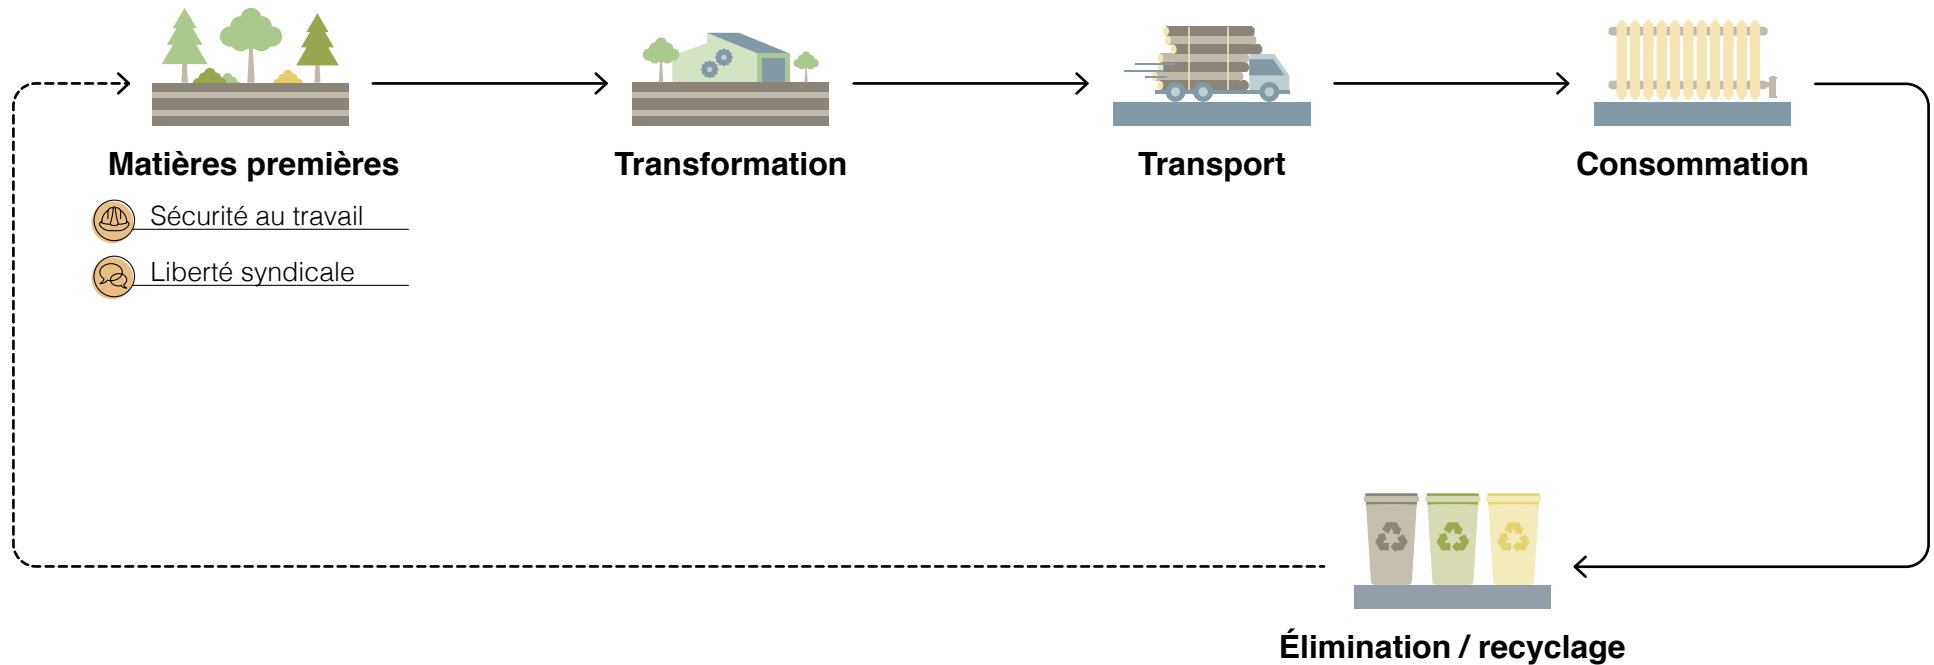 Matières premières
Transformation
Transport
Consommation
Sécurité au travail
Liberté syndicale
Élimination / recyclage